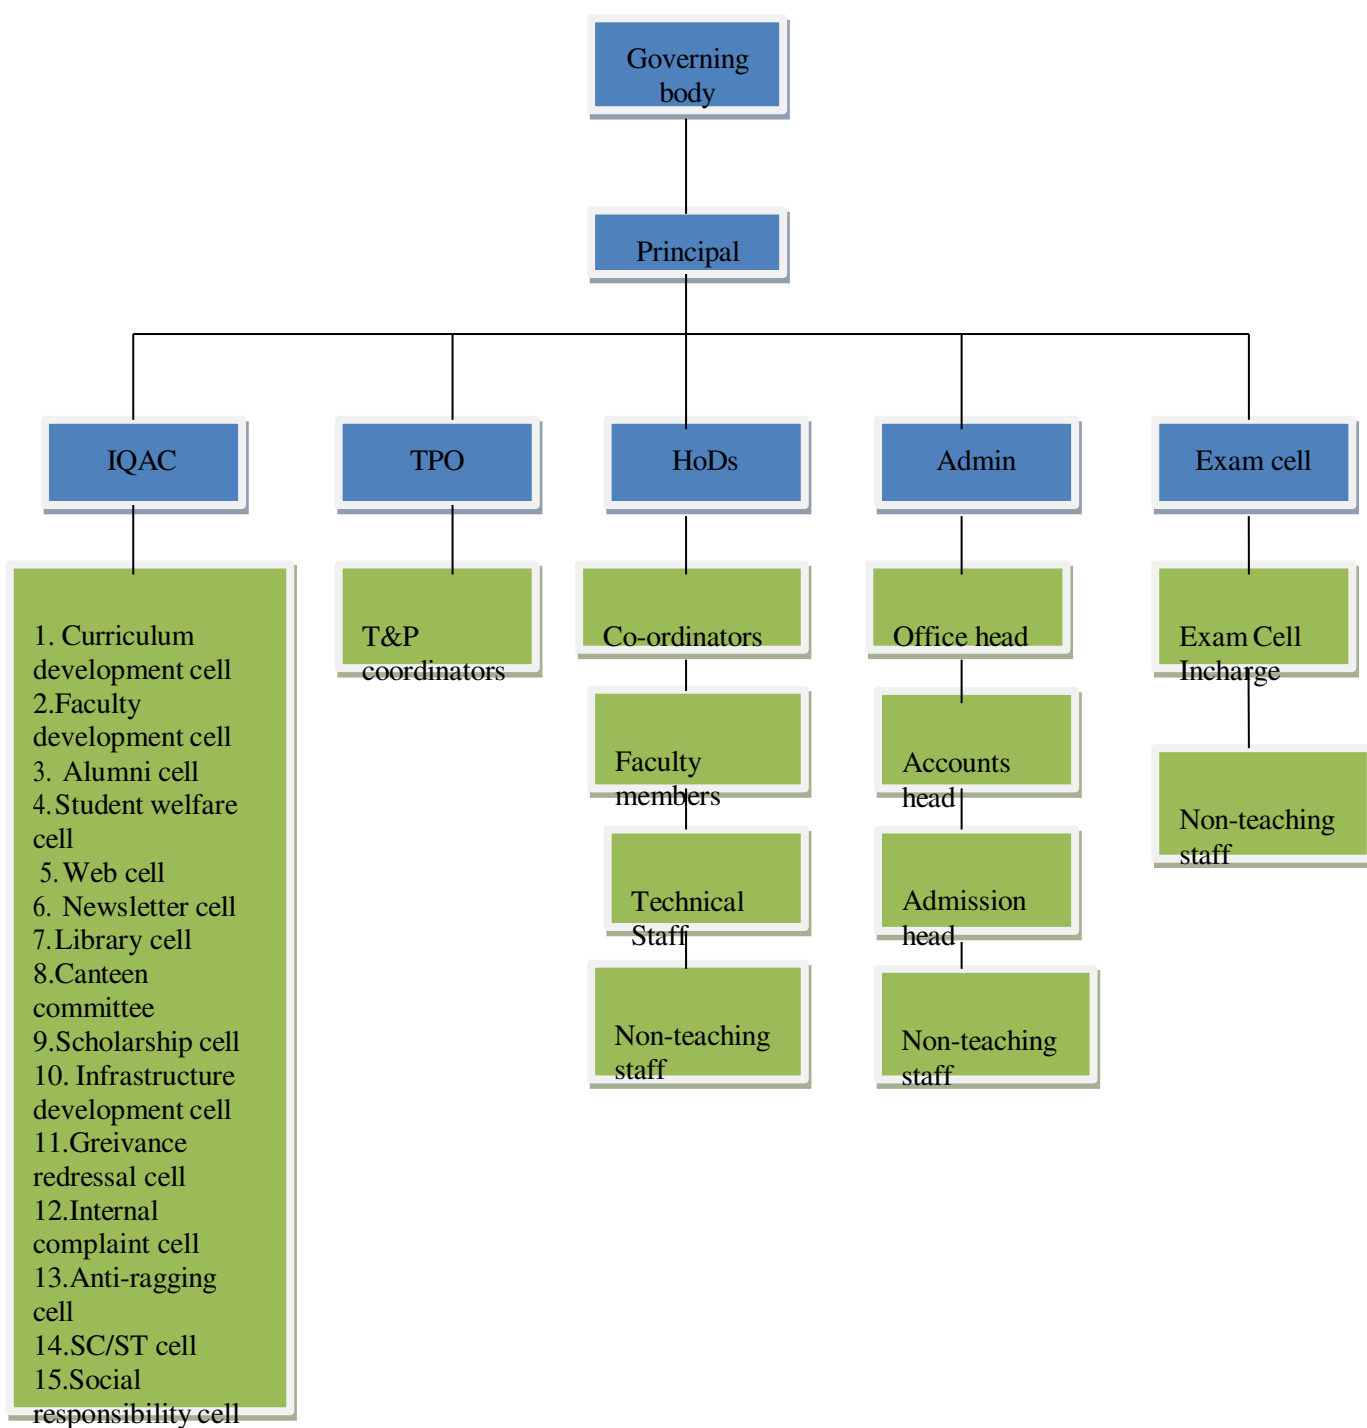 Governing
body
Principal
IQAC
TPO
HoDs
Admin
Exam cell
1. Curriculum
development cell
2.Faculty
development cell
3. Alumni cell
4.Student welfare
cell
5. Web cell
6. Newsletter cell
7.Library cell
8.Canteen
committee
9.Scholarship cell
10. Infrastructure
development cell
11.Greivance
redressal cell
12.Internal
complaint cell
13.Anti-ragging
cell
14.SC/ST cell
15.Social
responsibility cell
T&P
coordinators
Co-ordinators
Faculty
members
Technical
Staff
Non-teaching
staff
Office head
Accounts
head
Admission
head
Non-teaching
staff
Exam Cell
Incharge
Non-teaching
staff